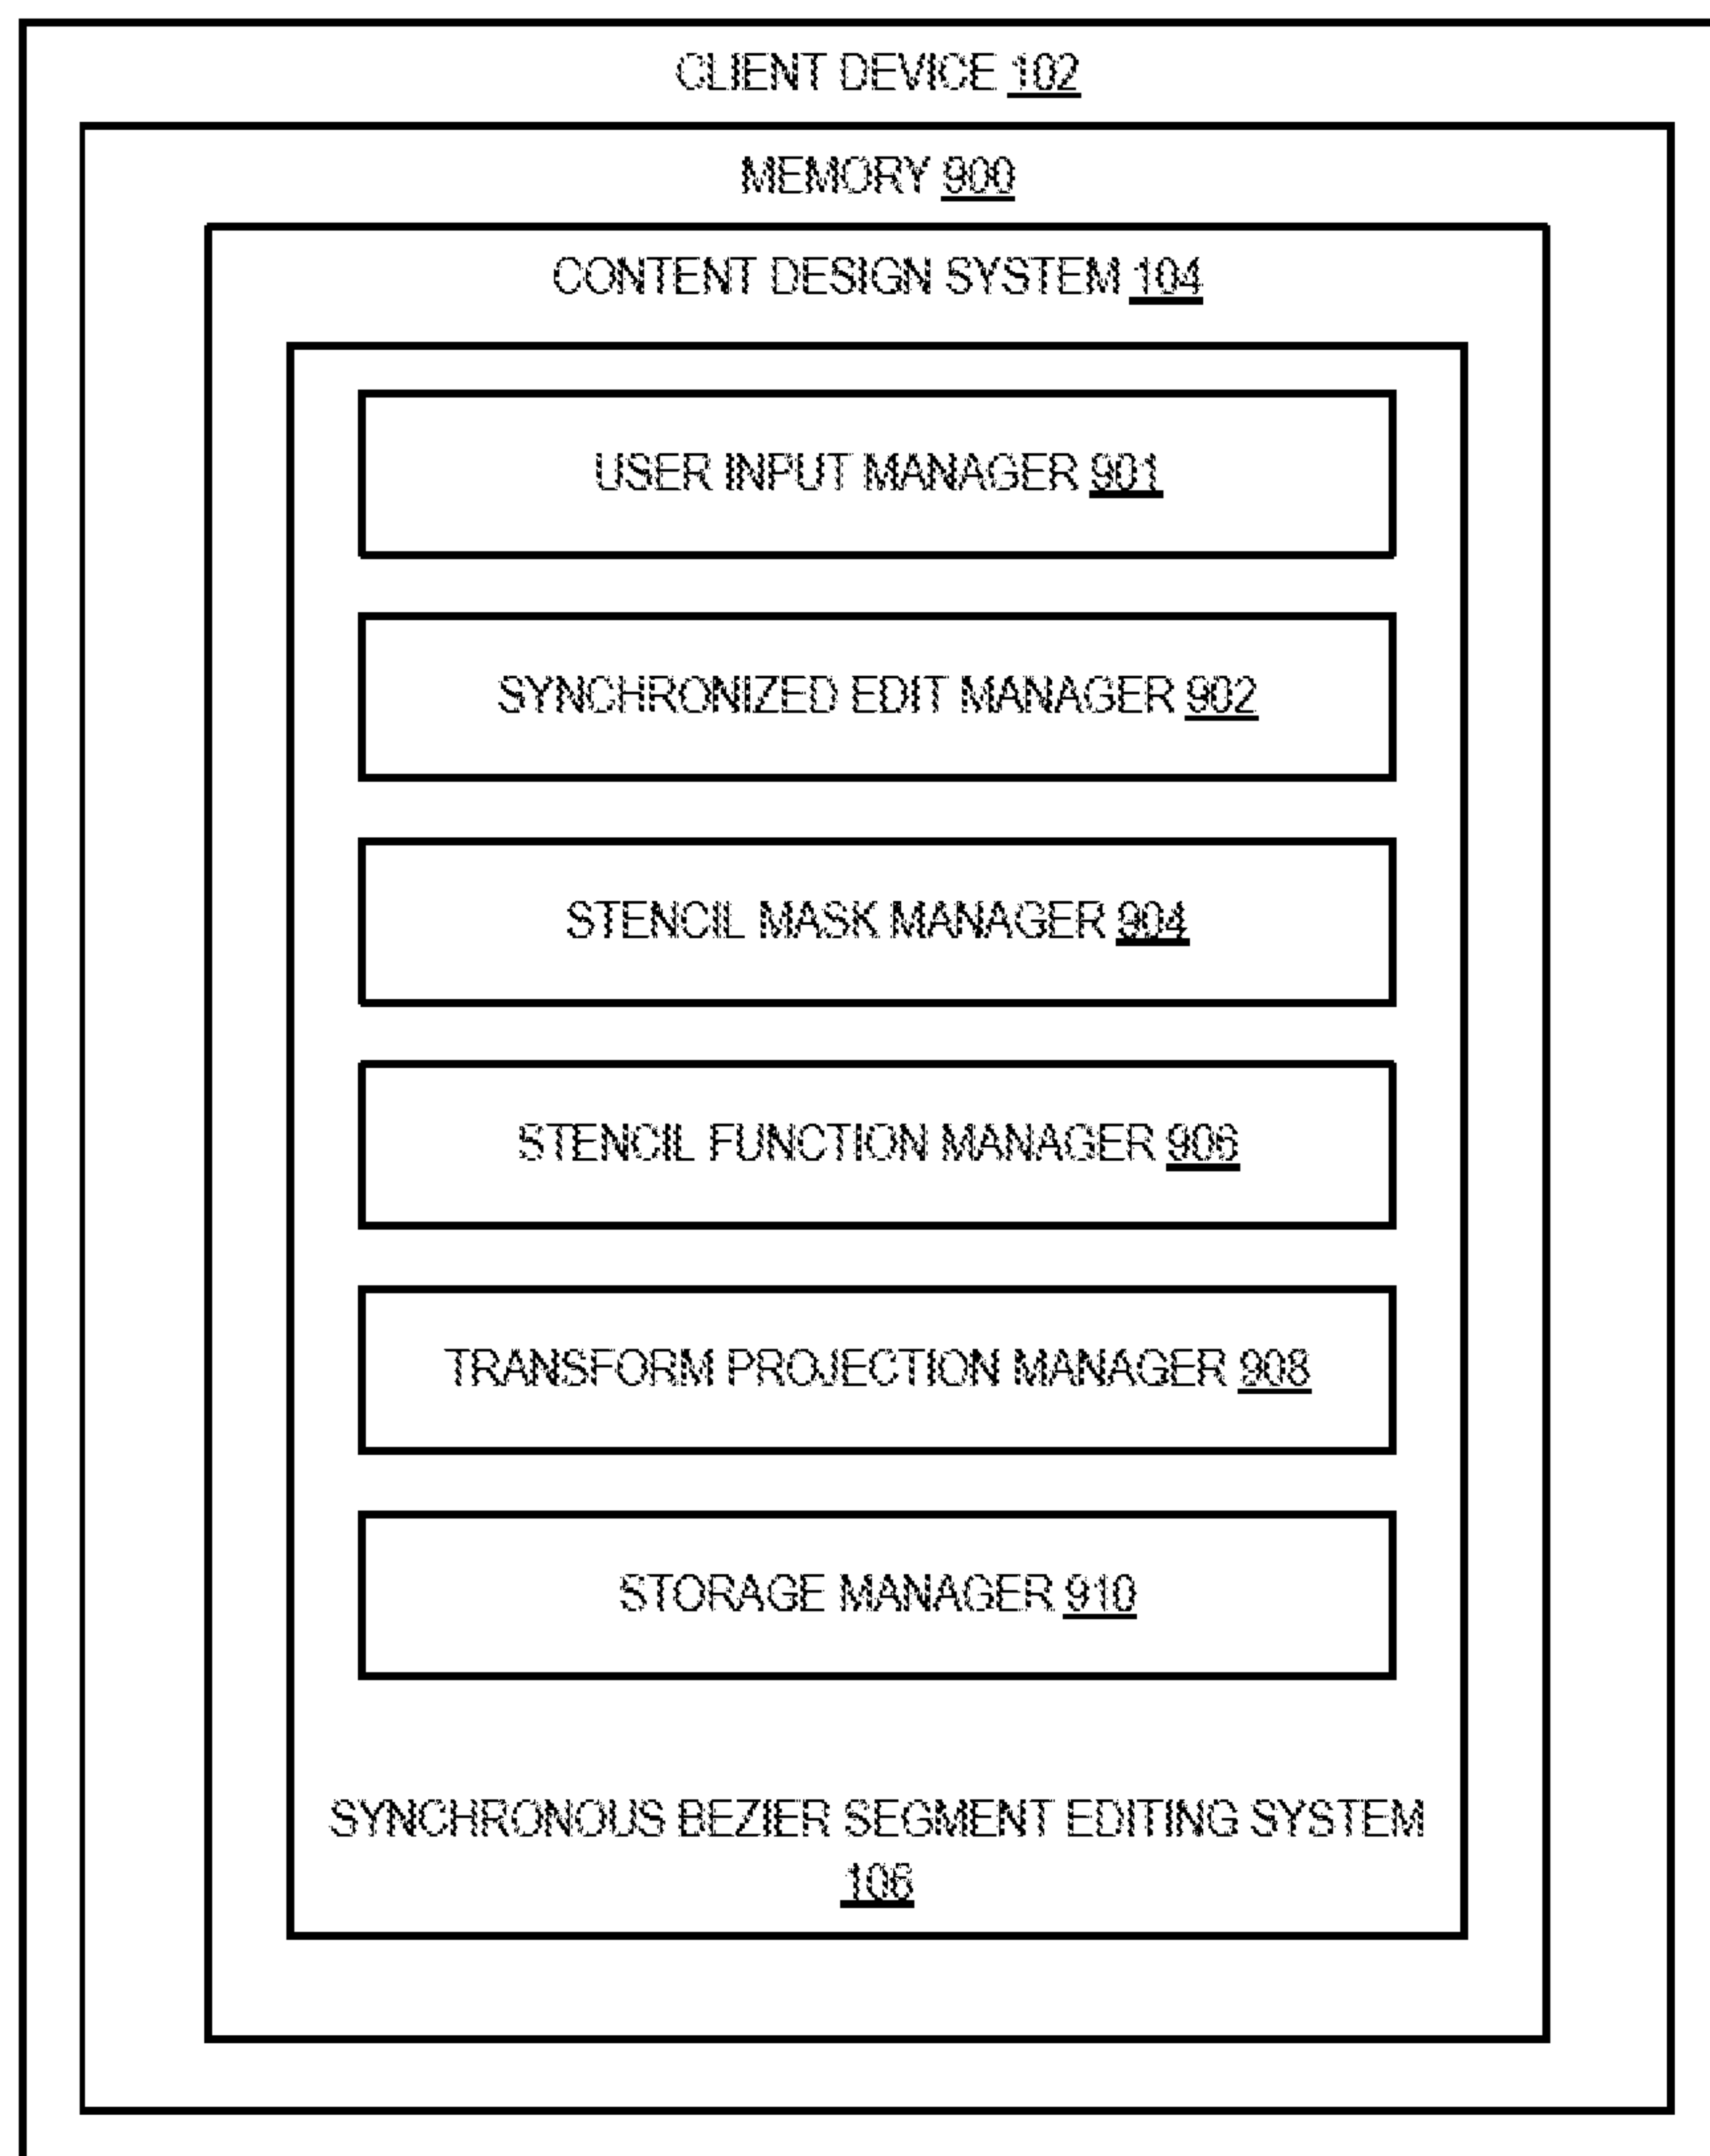 CLIENT DEVICE 102
MEMORY 900
CONTENT DESIGN SYSTEM 104
USER INPUT MANAGER 901
SYNCHRONIZED EDIT MANAGER 902
STENCIL MASK MANAGER 904
STENCIL FUNCTION MANAGER 906
TRANSFORM PROJECTION MANAGER 908
STORAGE MANAGER 910
SYNCHRONOUS BEZIER SEGMENT EDITING SYSTEM
106